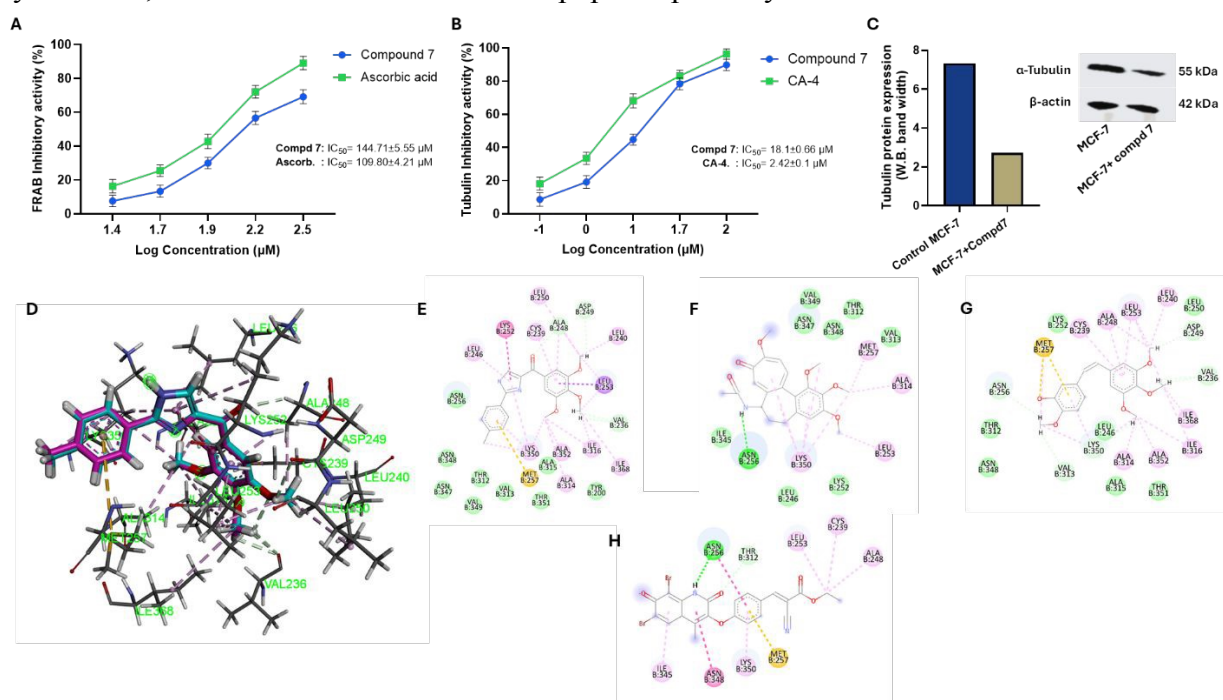 A
FRAB Inhibitory activity (%)
100
80
60
40
20
0
1.4 1.7 1.9 2.2 2.5
Log Concentration (µM)
Compound 7
Ascorbic acid
Compd 7: IC50= 144.71±5.55 µM
Ascorb. : IC50= 109.80±4.21 µM
B
Tubulin Inhibitory activity (%)
100
80
60
40
20
0
-1 0 1 1.7 2
Log Concentration (µM)
Compound 7
CA-4
Compd 7: IC50= 18.1±0.66 µM
CA-4. : IC50= 2.42±0.1 µM
C
Tubulin protein expression
(W.B. band width)
8
6
4
2
0
Control MCF-7
MCF-7+Compd7
α-Tubulin
55 kDa
β-actin
42 kDa
MCF-7
MCF-7+ compd 7
D
LYS252
ALA248
ASP249
LEU240
VAL236
E
LEU
B:250
ASP
B:249
LYS
B:252
CYS
B:239
ALA
B:248
LEU
B:240
LEU
B:246
LEU
B:253
ASN
B:256
VAL
B:236
LYS
B:350
ALA
B:352
ILE
B:316
ALA
B:315
ILE
B:368
ASN
B:348
THR
B:312
MET
B:257
ALA
B:314
ASN
B:347
VAL
B:349
VAL
B:313
THR
B:351
TYR
B:200
H
H
F
VAL
B:349
THR
B:312
ASN
B:347
ASN
B:348
VAL
B:313
MET
B:257
ALA
B:314
ILE
B:345
ASN
B:256
LYS
B:350
LEU
B:253
LEU
B:246
LYS
B:252
H
G
LEU
B:253
LEU
B:240
LYS
B:252
CYS
B:239
ALA
B:248
LEU
B:250
MET
B:257
ASP
B:249
ASN
B:256
VAL
B:236
THR
B:312
LEU
B:246
ILE
B:368
ASN
B:348
LYS
B:350
VAL
B:313
ALA
B:314
ALA
B:352
ILE
B:316
ALA
B:315
THR
B:351
H
ASN
B:256
THR
B:312
LEU
B:253
CYS
B:239
ALA
B:248
Br
H
Br
ILE
B:345
ASN
B:348
LYS
B:350
MET
B:257